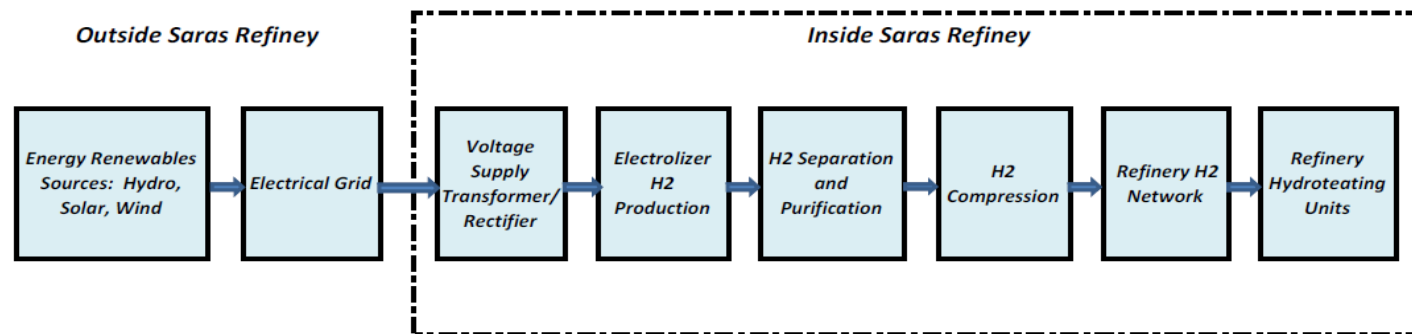 Outside Saras Refiney
Inside Saras Refiney
Energy Renewables
Sources:  Hydro,
Solar, Wind
Electrical Grid
Voltage
Supply
Transformer/
Rectifier
Electrolizer
H2
Production
H2 Separation
and
Purification
H2
Compression
Refinery H2
Network
Refinery
Hydroteating
Units